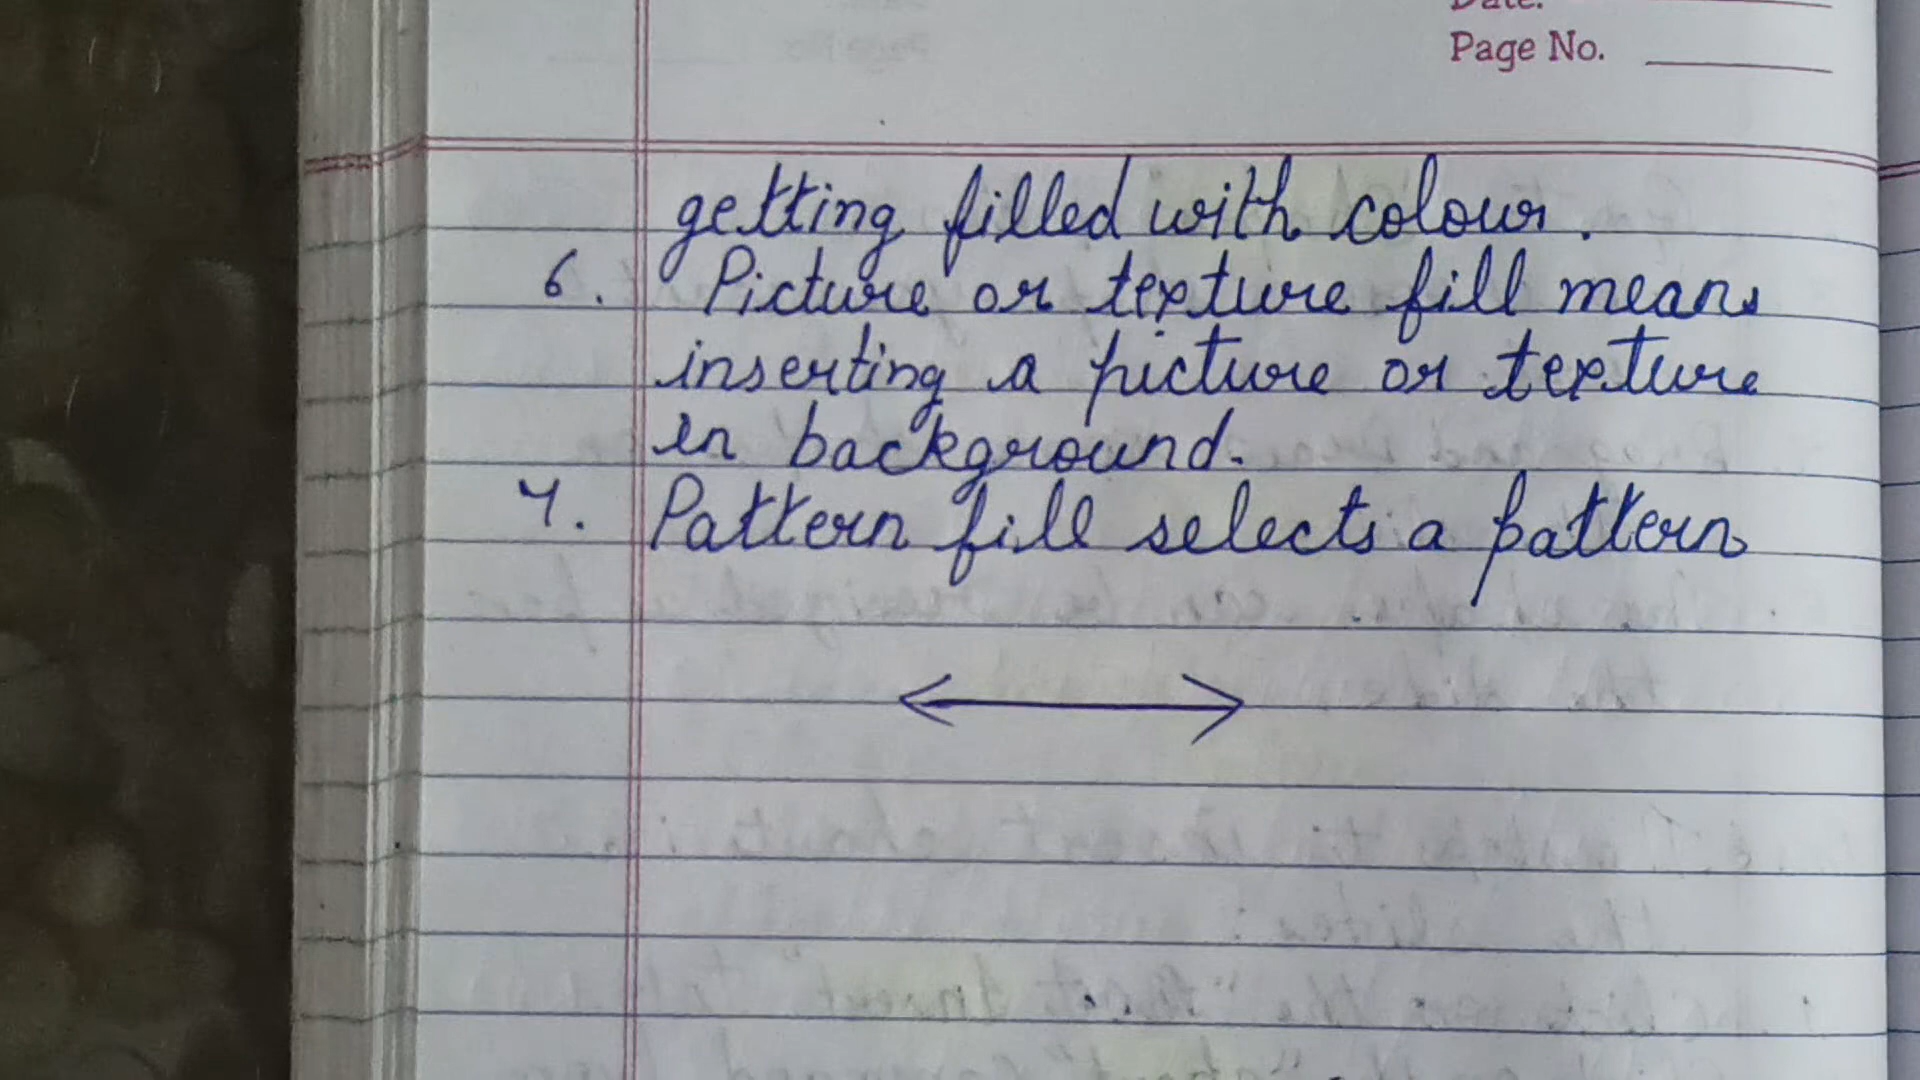 Date.
Page No.
getting filled with colour.
6. Picture or texture fill means
inserting a picture or texture
in background.
7. Pattern fill selects a pattern